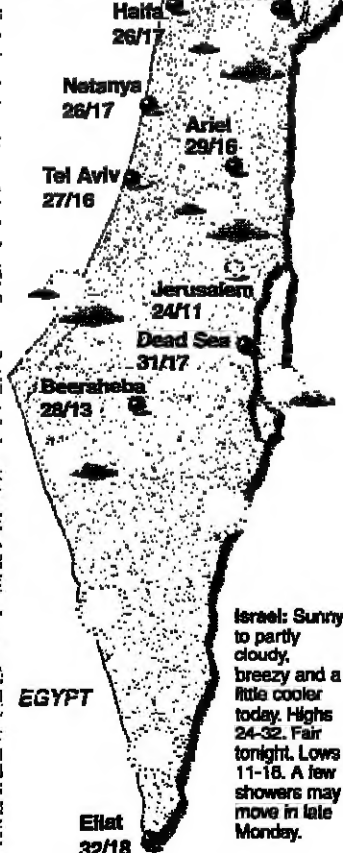 Haifa
26/17
Netanya
26/17
Ariel
29/16
Tel Aviv
27/16
Jerusalem
24/11
Dead Sea
31/17
Beersheba
28/13
EGYPT
Israel: Sunny
to partly
cloudy,
breezy and a
little cooler
today. Highs
24-32. Fair
tonight. Lows
11-18. A few
showers may
move in late
Monday.
Eilat
32/18